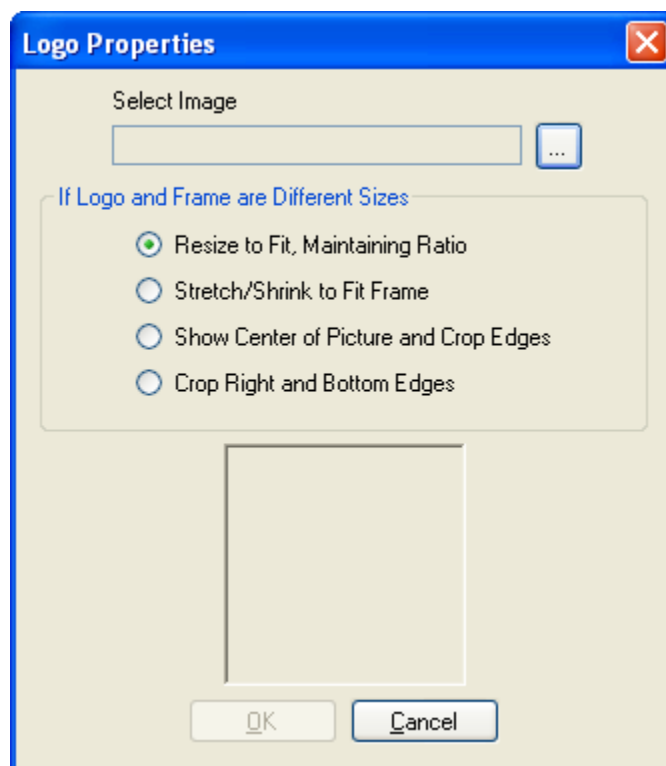 Logo Properties
Select Image
...
If Logo and Frame are Different Sizes
Resize to Fit, Maintaining Ratio
Stretch/Shrink to Fit Frame
Show Center of Picture and Crop Edges
Crop Right and Bottom Edges
OK Cancel